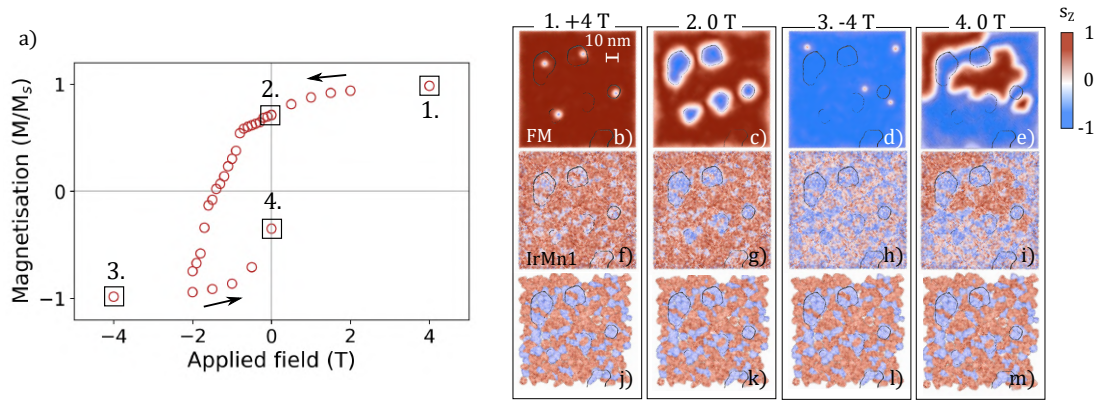 a)
Magnetisation (M/Mₛ)
1
0
−1
−4
−2
0
2
4
Applied field (T)
1.
2.
3.
4.
1. +4 T
2. 0 T
3. -4 T
4. 0 T
10 nm
FM
b)
c)
d)
e)
IrMn1
f)
g)
h)
i)
j)
k)
l)
m)
s_z
1
0
-1